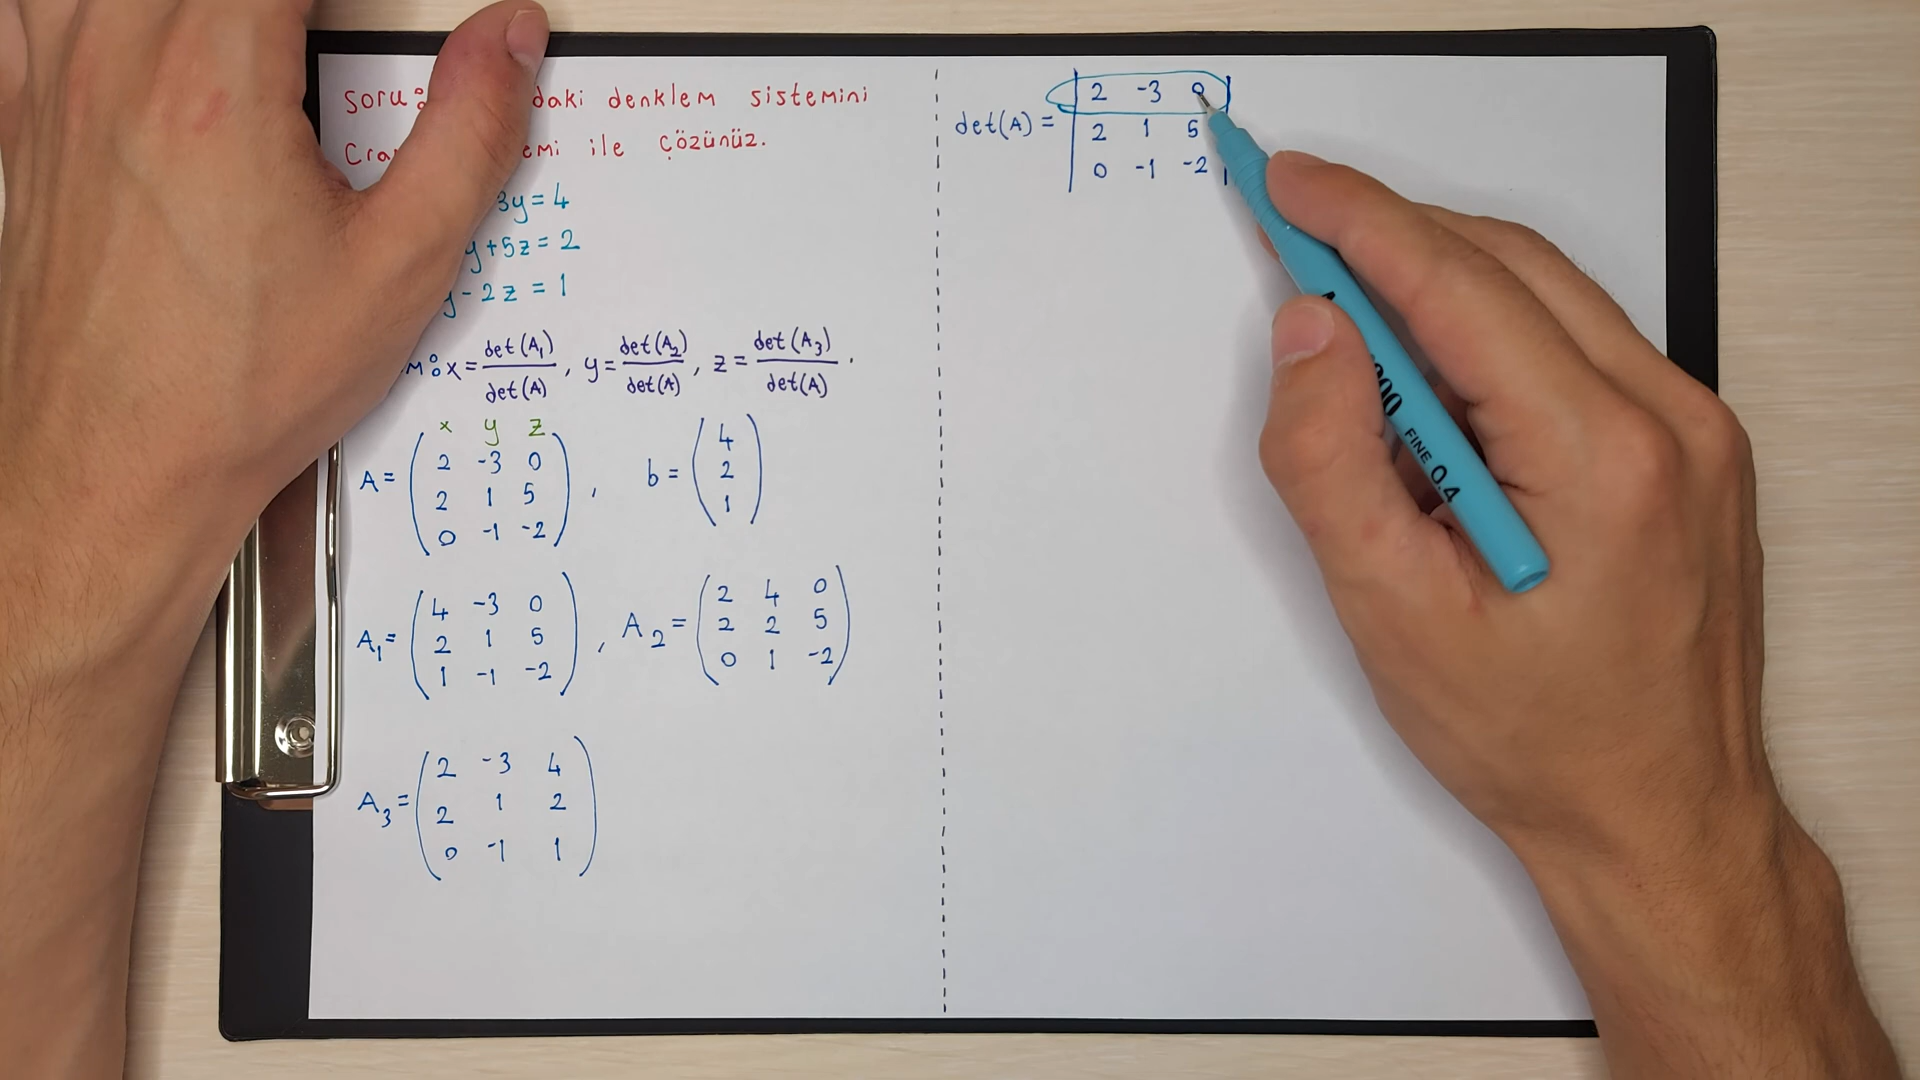 Soru: daki denklem sistemini
Cra emi ile çözünüz.
3y = 4
y + 5z = 2
y - 2z = 1
m: x = det(A₁)/det(A), y = det(A₂)/det(A), z = det(A₃)/det(A).
x y z
A = ( 2 -3 0
2 1 5
0 -1 -2 ), b = ( 4
2
1 )
A₁ = ( 4 -3 0
2 1 5
1 -1 -2 ), A₂ = ( 2 4 0
2 2 5
0 1 -2 )
A₃ = ( 2 -3 4
2 1 2
0 -1 1 )
det(A) = | 2 -3 0
2 1 5
0 -1 -2 |
000 FINE 0.4